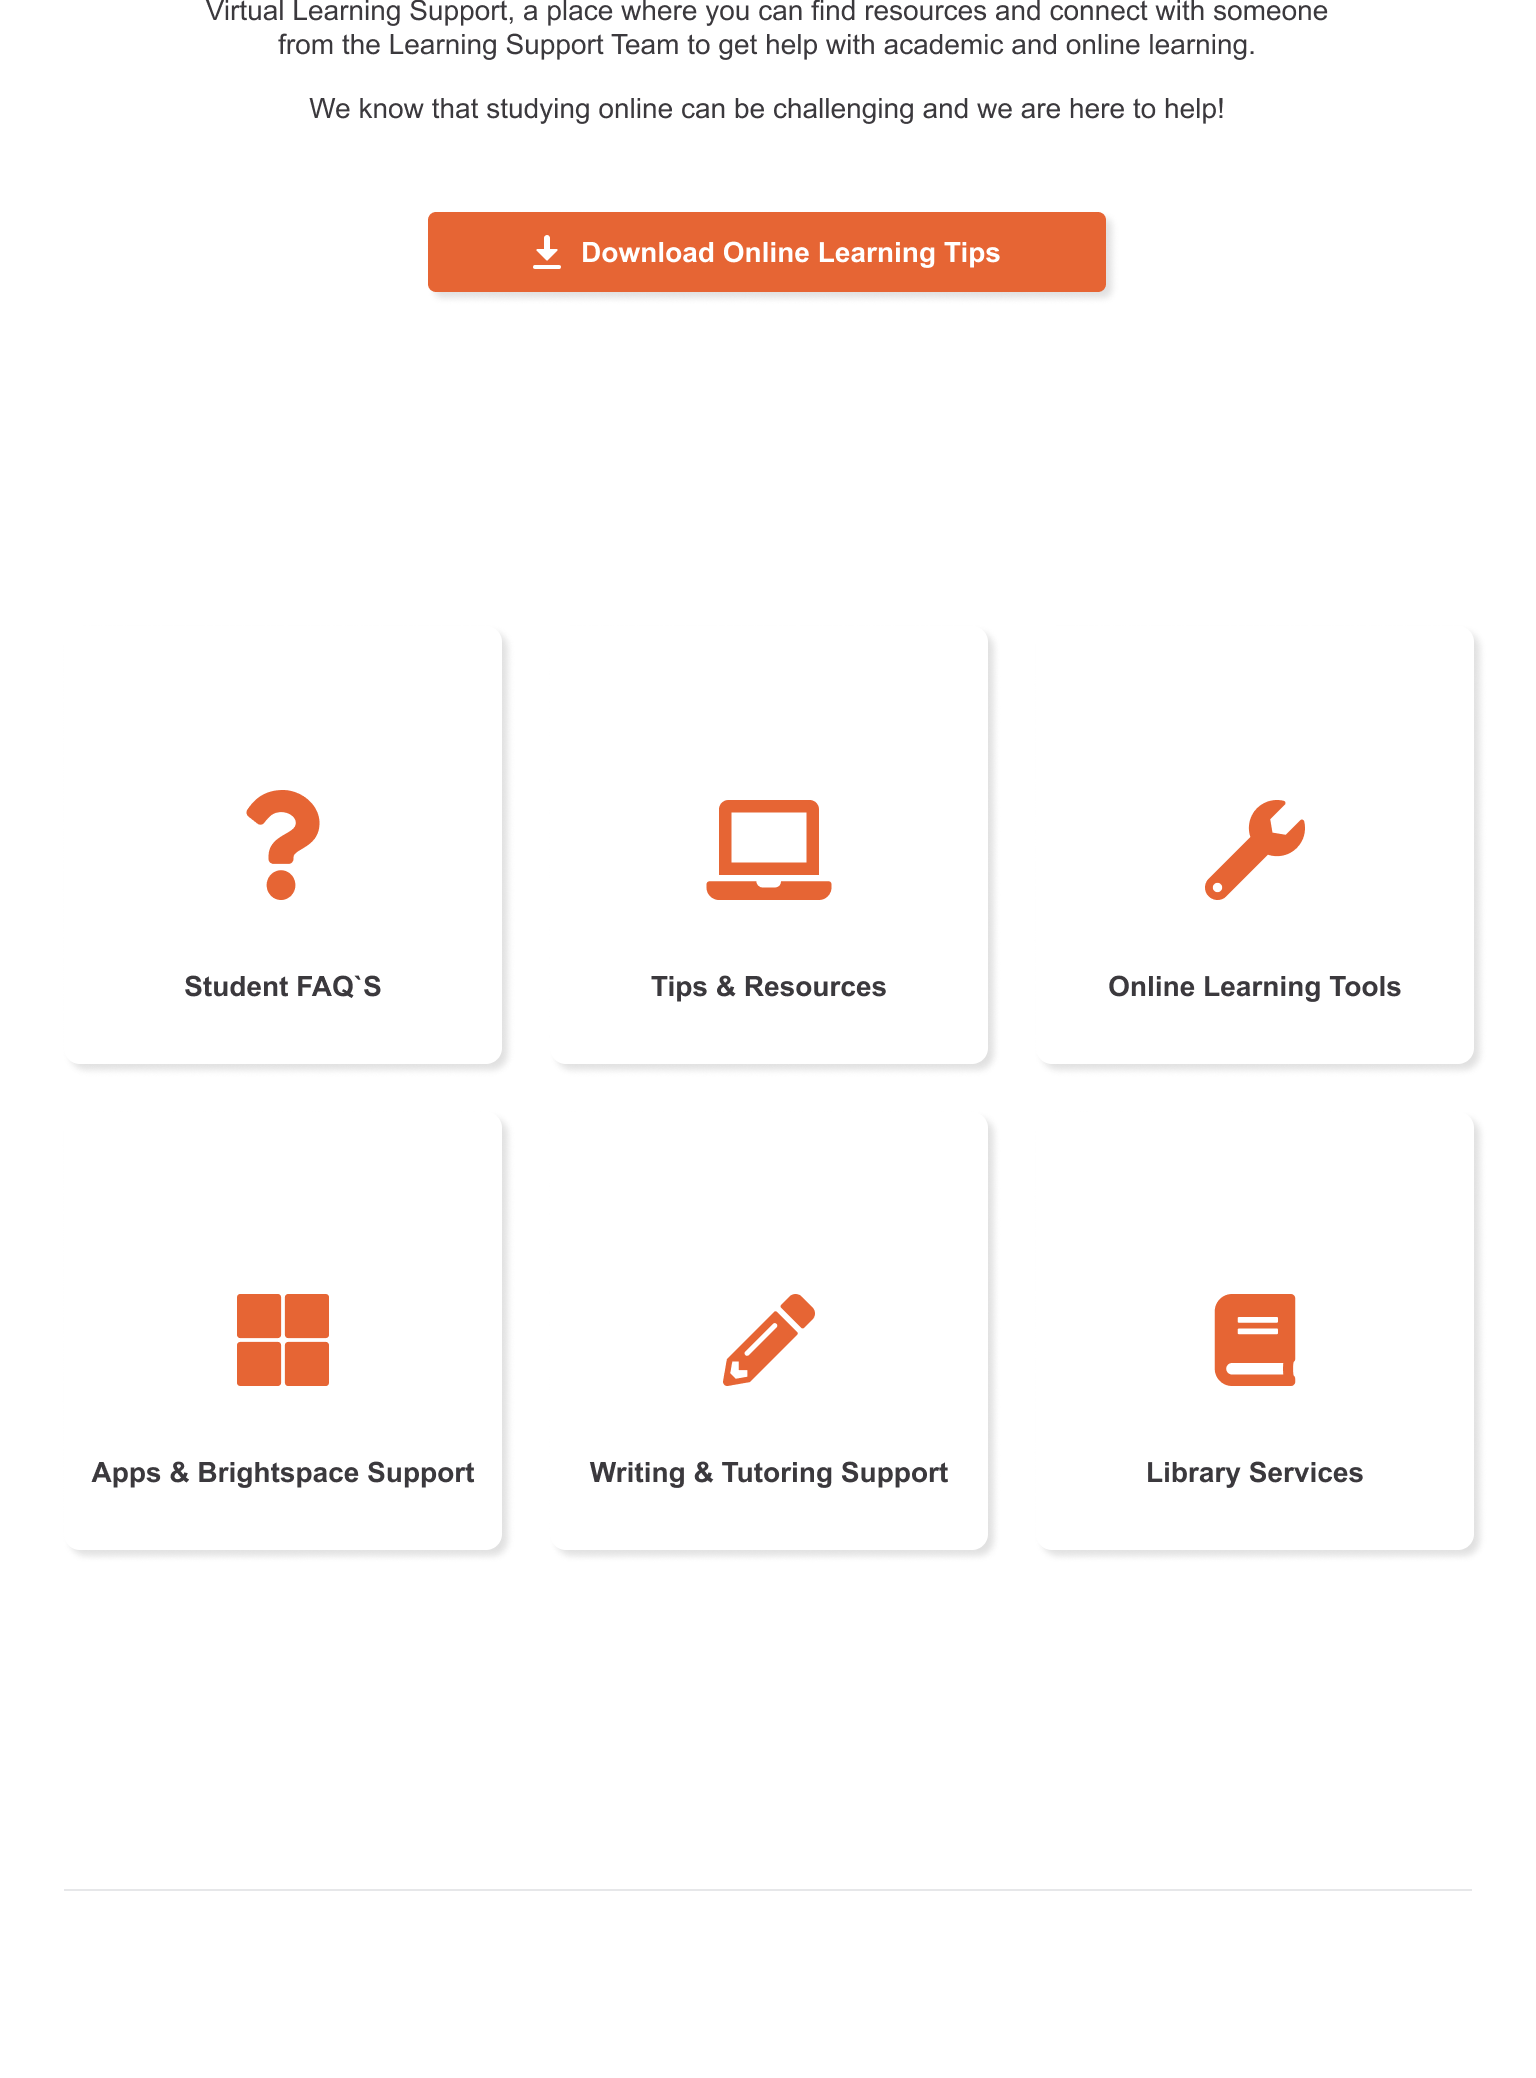 Virtual Learning Support, a place where you can find resources and connect with someone
from the Learning Support Team to get help with academic and online learning.
We know that studying online can be challenging and we are here to help!
Download Online Learning Tips
Student FAQ`S
Tips & Resources
Online Learning Tools
Apps & Brightspace Support
Writing & Tutoring Support
Library Services